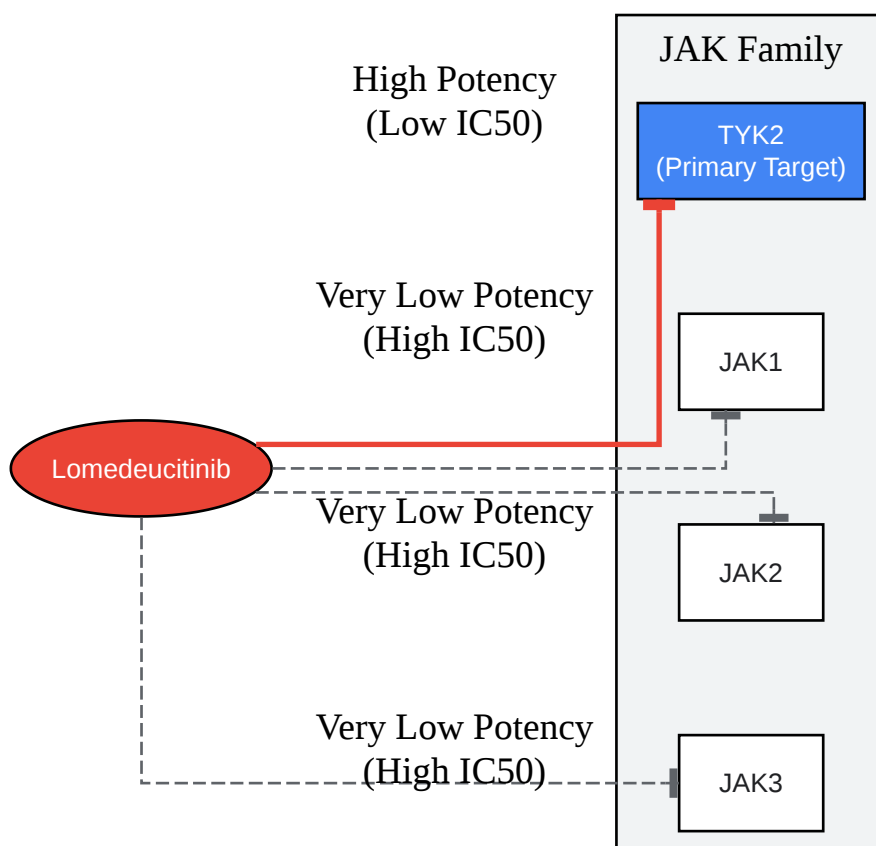 JAK Family
High Potency
(Low IC50)
TYK2
(Primary Target)
Very Low Potency
(High IC50)
JAK1
Lomedeucitinib
Very Low Potency
(High IC50)
JAK2
Very Low Potency
(High IC50)
JAK3